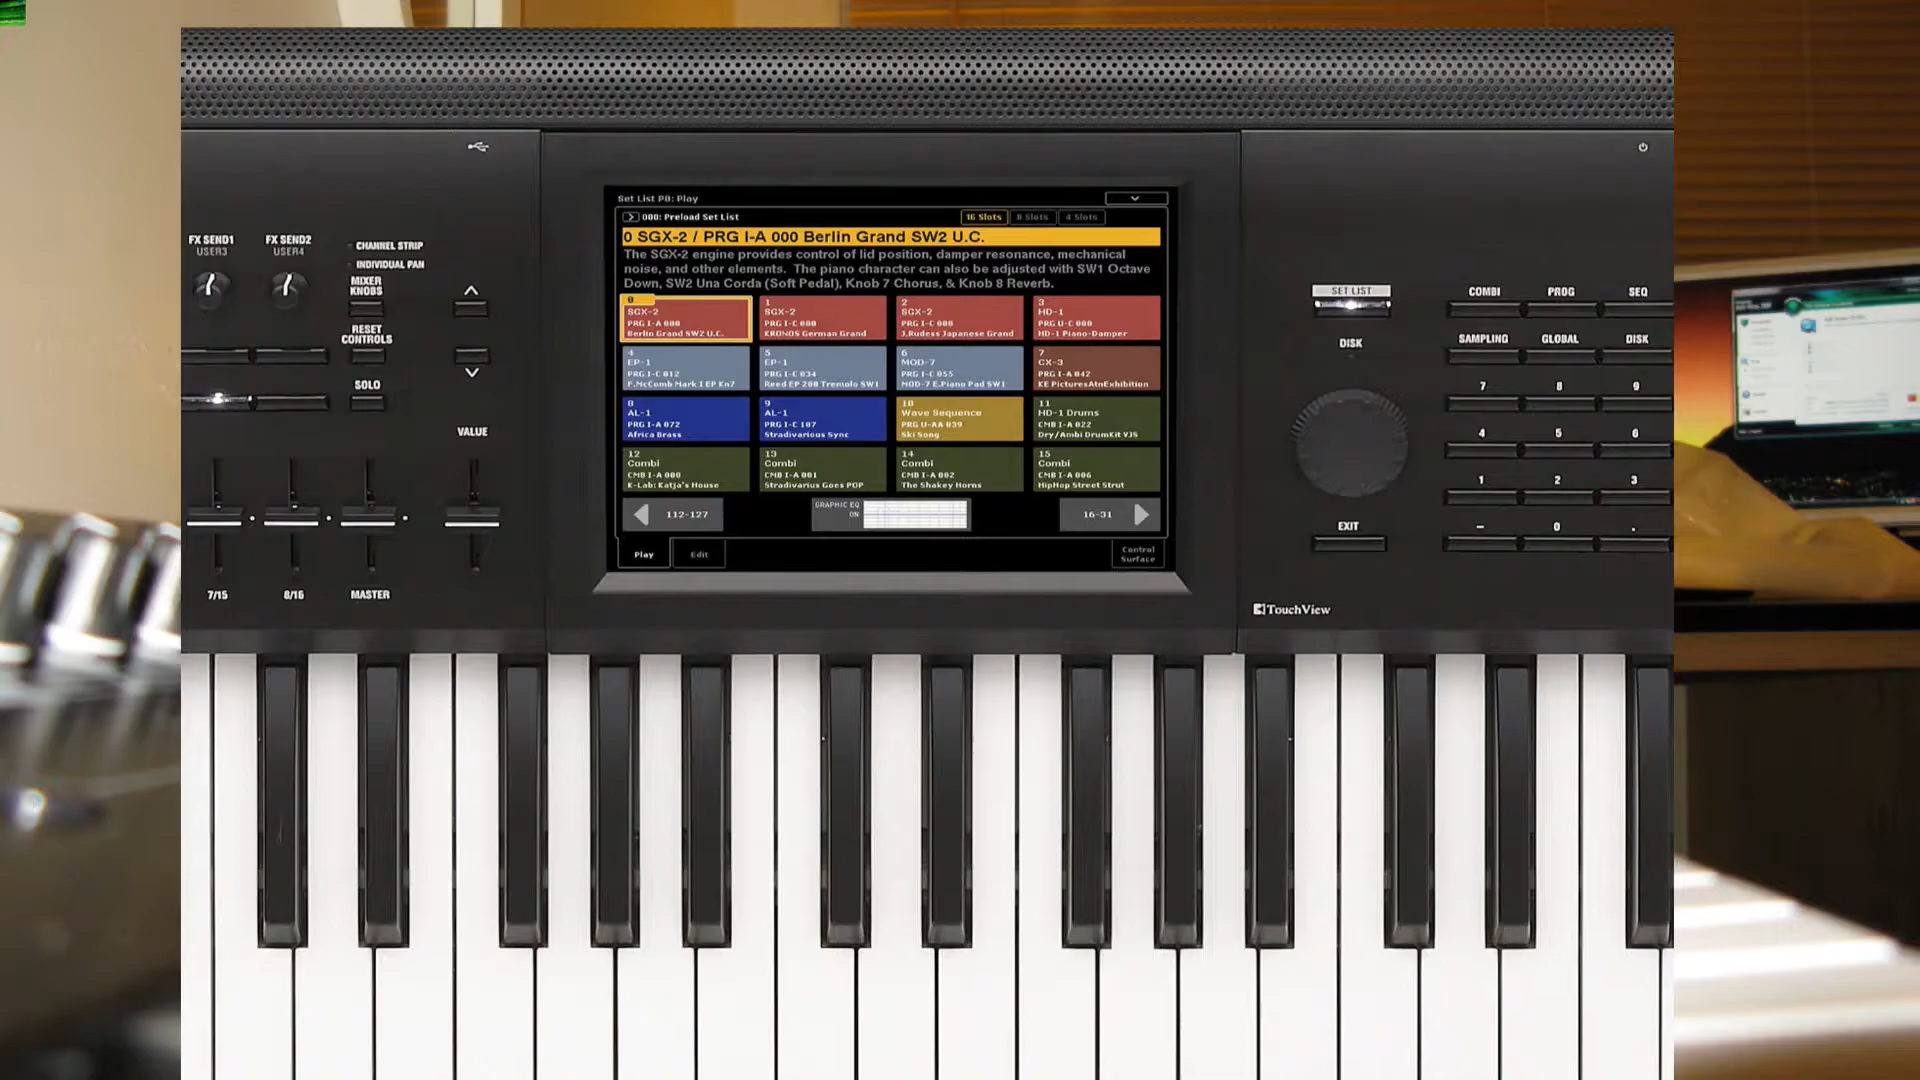 FX SEND1
USER3
FX SEND2
USER4
CHANNEL STRIP
INDIVIDUAL PAN
MIXER
KNOBS
RESET
CONTROLS
SOLO
VALUE
7/15
8/16
MASTER
Set List P0: Play
000: Preload Set List
16 Slots
8 Slots
4 Slots
0 SGX-2 / PRG I-A 000 Berlin Grand SW2 U.C.
The SGX-2 engine provides control of lid position, damper resonance, mechanical
noise, and other elements. The piano character can also be adjusted with SW1 Octave
Down, SW2 Una Corda (Soft Pedal), Knob 7 Chorus, & Knob 8 Reverb.
0
SGX-2
PRG I-A 000
Berlin Grand SW2 U.C.
1
SGX-2
PRG I-C 000
KRONOS German Grand
2
SGX-2
PRG I-C 006
J.Rudess Japanese Grand
3
HD-1
PRG U-C 000
HD-1 Piano-Damper
4
EP-1
PRG I-C 012
F.McComb Mark I EP Kn7
5
EP-1
PRG I-C 034
Reed EP 200 Tremolo SW1
6
MOD-7
PRG I-C 055
MOD-7 E.Piano Pad SW1
7
CX-3
PRG I-A 042
KE PicturesAtnExhibition
8
AL-1
PRG I-A 072
Africa Brass
9
AL-1
PRG I-C 107
Stradivarious Sync
10
Wave Sequence
PRG U-AA 039
Ski Song
11
HD-1 Drums
CMB I-A 022
Dry/Ambi DrumKit VJS
12
Combi
CMB I-A 000
K-Lab: Katja's House
13
Combi
CMB I-A 001
Stradivarius Goes POP
14
Combi
CMB I-A 002
The Shakey Horns
15
Combi
CMB I-A 006
HipHop Street Strut
112-127
GRAPHIC EQ
ON
16-31
Play
Edit
Control
Surface
SET LIST
DISK
EXIT
COMBI
PROG
SEQ
SAMPLING
GLOBAL
DISK
7
8
9
4
5
6
1
2
3
-
0
.
TouchView